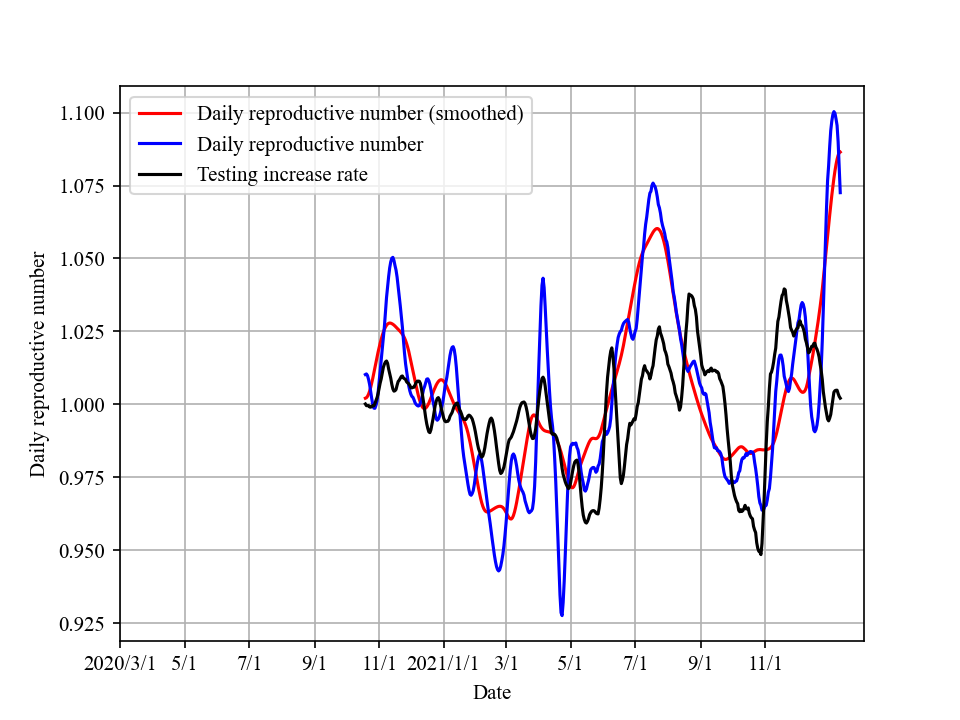 Daily reproductive number (smoothed)
Daily reproductive number
Testing increase rate
Daily reproductive number
1.100
1.075
1.050
1.025
1.000
0.975
0.950
0.925
2020/3/1 5/1 7/1 9/1 11/1 2021/1/1 3/1 5/1 7/1 9/1 11/1
Date